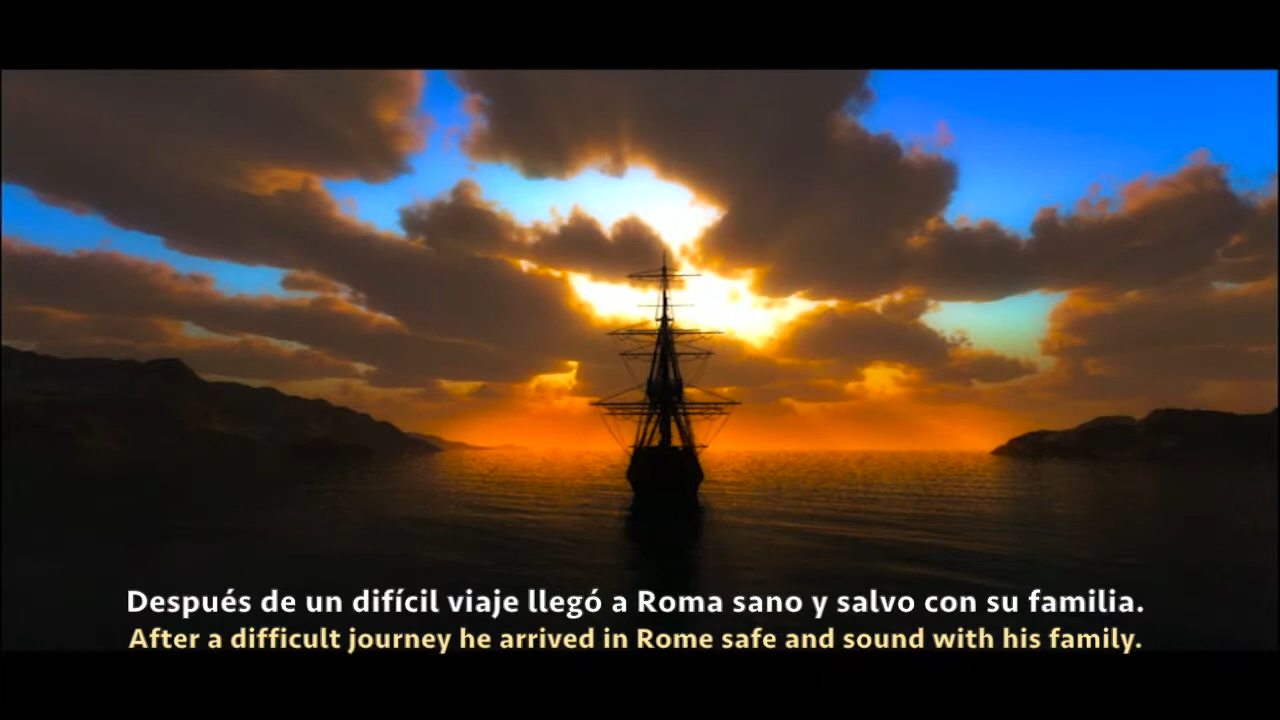 Después de un difícil viaje llegó a Roma sano y salvo con su familia.
After a difficult journey he arrived in Rome safe and sound with his family.